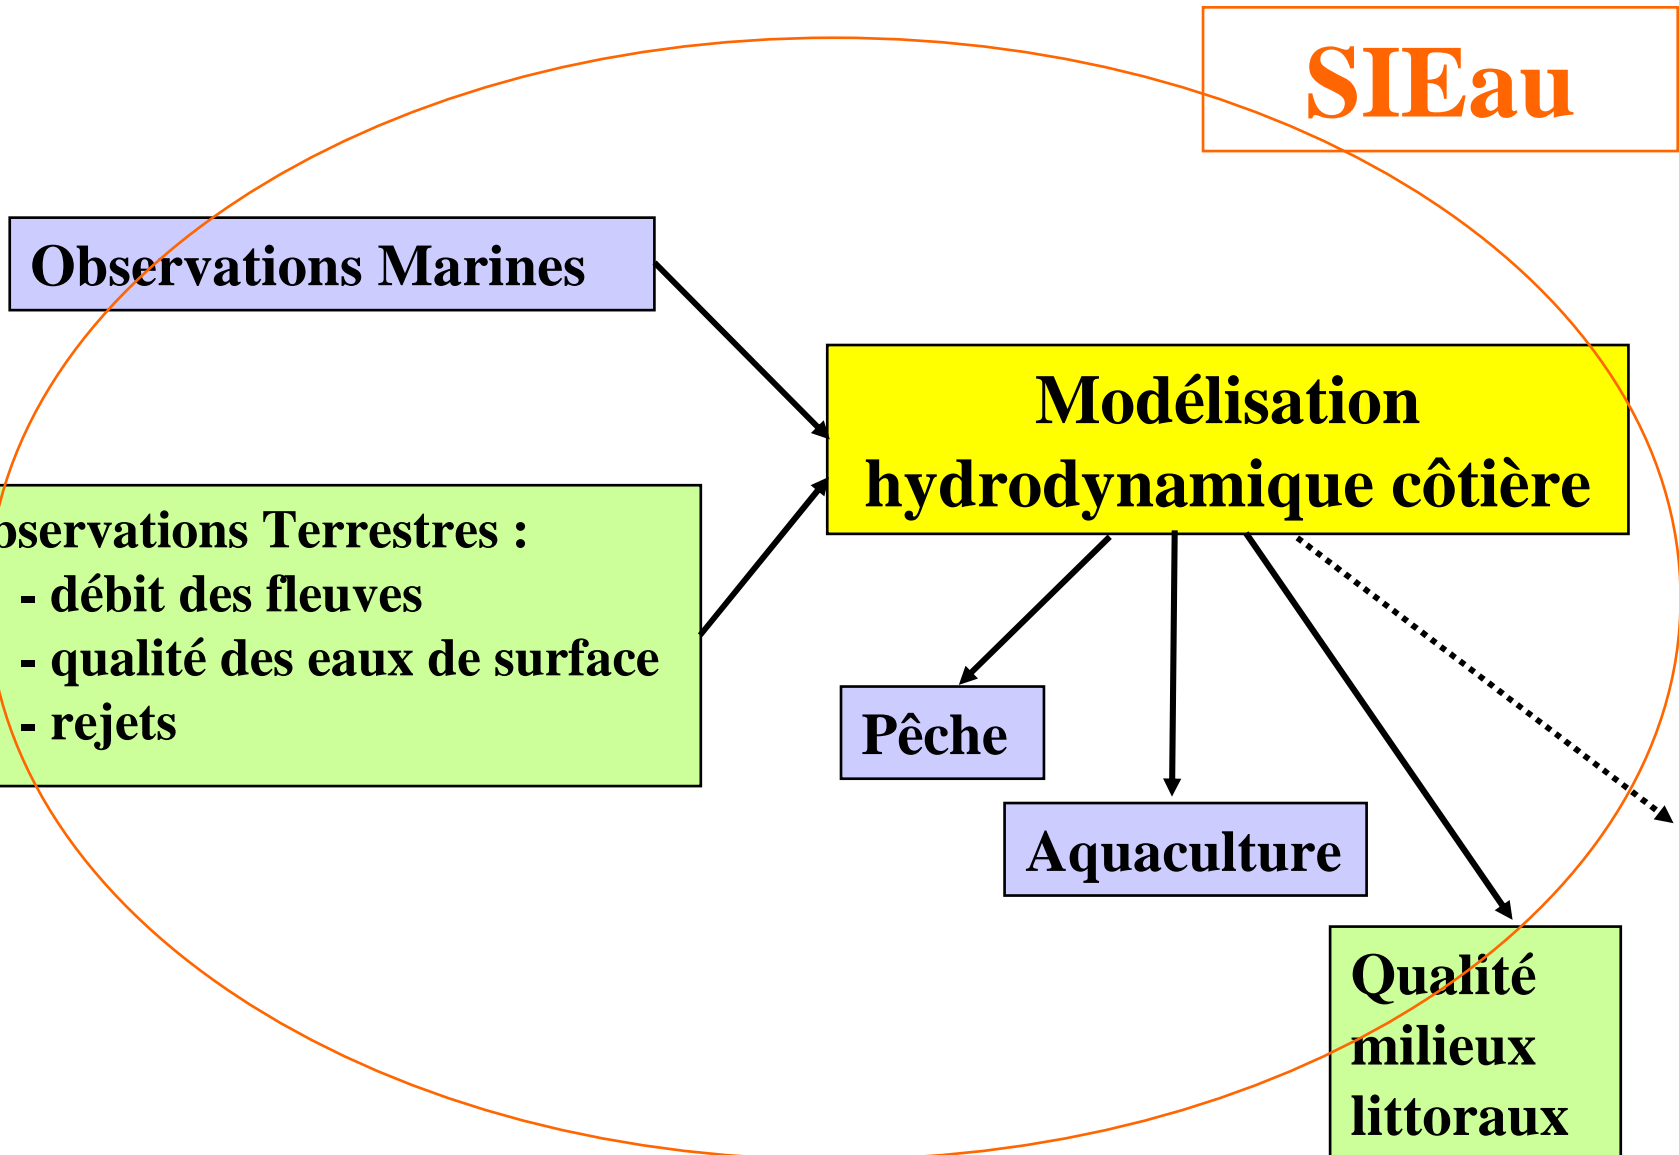 SIEau
Observations Marines
Modélisation
hydrodynamique côtière
bservations Terrestres :
- débit des fleuves
- qualité des eaux de surface
- rejets
Pêche
Aquaculture
Qualité
milieux
littoraux